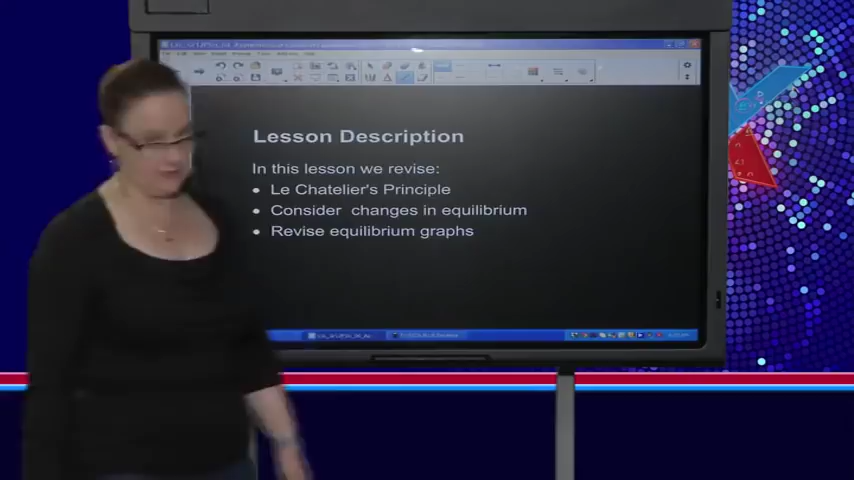 Lesson Description
In this lesson we revise:
• Le Chatelier's Principle
• Consider changes in equilibrium
• Revise equilibrium graphs